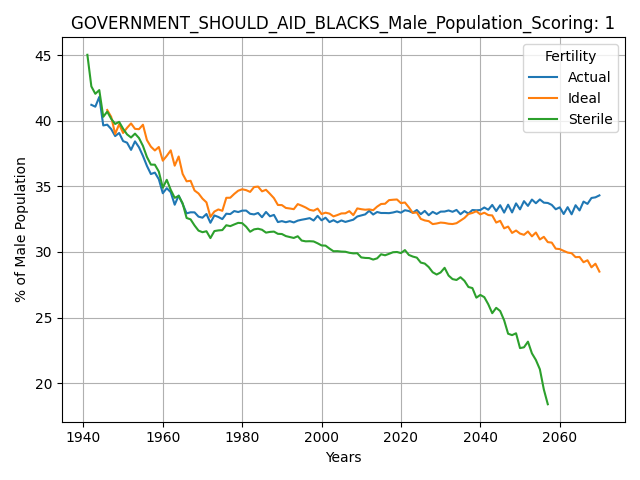 GOVERNMENT_SHOULD_AID_BLACKS_Male_Population_Scoring: 1
Fertility
Actual
Ideal
Sterile
% of Male Population
45
40
35
30
25
20
1940 1960 1980 2000 2020 2040 2060
Years